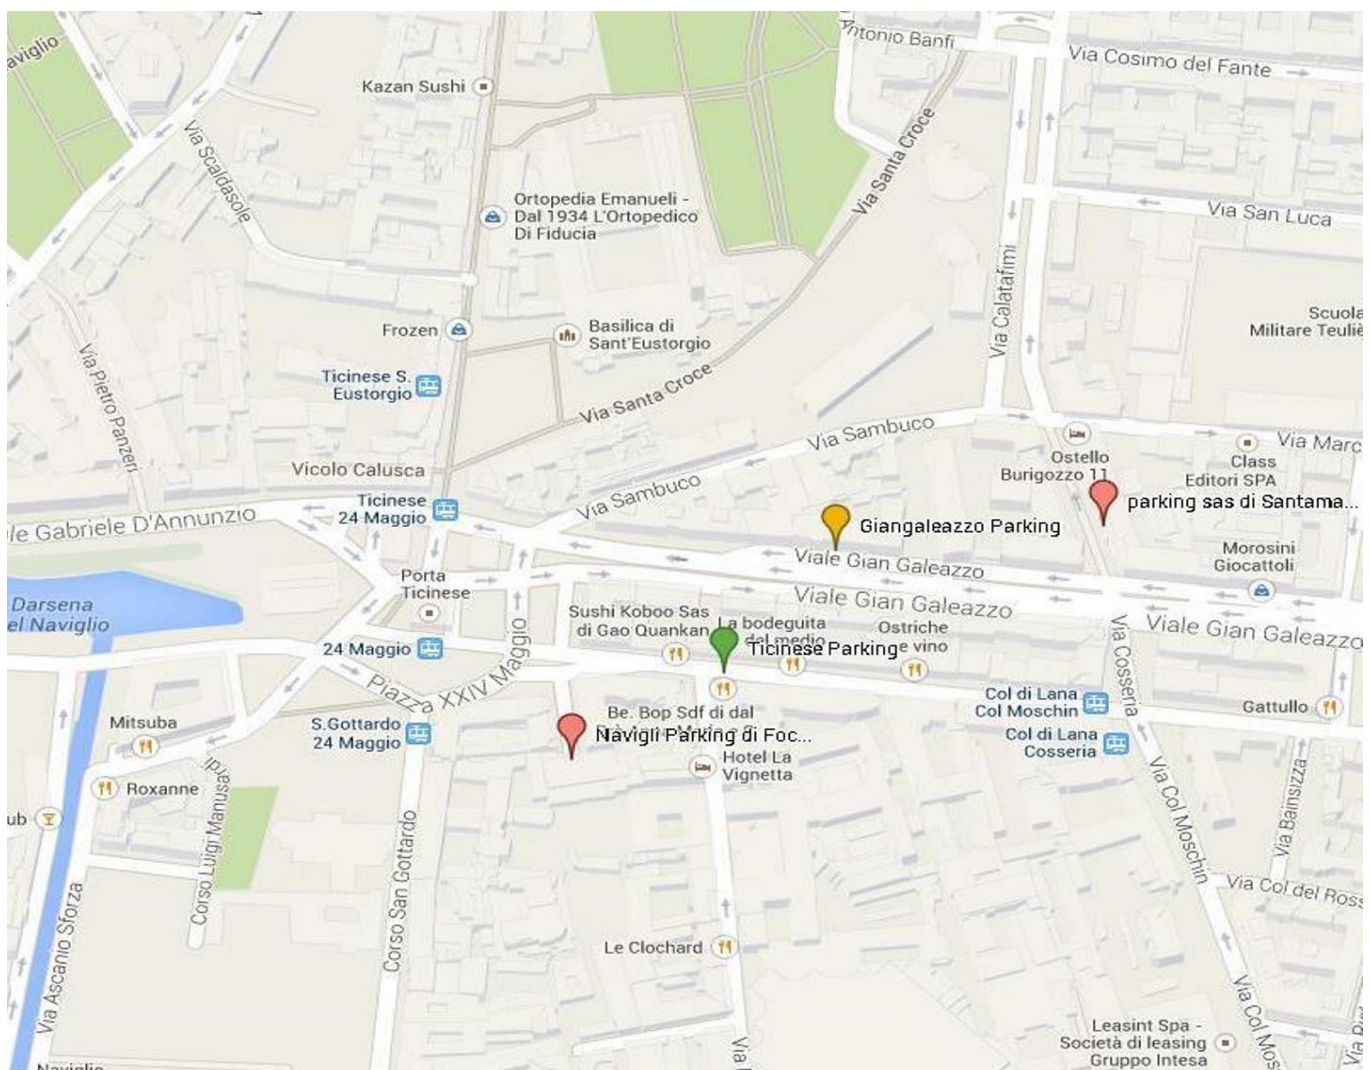 Antonio Banfi
Via Cosimo del Fante
Kazan Sushi
Via Scaldasole
Via Santa Croce
Ortopedia Emanueli -
Dal 1934 L'Ortopedico
Di Fiducia
Via San Luca
Via Calatafimi
Scuola
Frozen
Basilica di
Sant'Eustorgio
Via Pietro Panzeri
Ticinese S.
Eustorgio
Via Santa Croce
Via Sambuco
Via Marc
Ostello
Burigozzo 11
Class
Editori SPA
Vicolo Calusca
Via Sambuco
Ticinese
24 Maggio
parking sas di Santama...
Giangaleazzo Parking
le Gabriele D'Annunzio
Viale Gian Galeazzo
Morosini
Giocattoli
Porta
Ticinese
Darsena
el Naviglio
Viale Gian Galeazzo
Sushi Koboo Sas
di Gao Quankan
La bodeguita
del medio
Ostriche
e vino
Viale Gian Galeazzo
Ticinese Parking
24 Maggio
Piazza XXIV Maggio
Via Cosseria
Col di Lana
Col Moschin
Gattullo
Mitsuba
S.Gottardo
24 Maggio
Be. Bop Sdf di dal
Navigli Parking di Foc...
Col di Lana
Cosseria
Hotel La
Vignetta
Roxanne
ub
Corso Luigi Manusardi
Via Bainsizza
Via Col Moschin
Via Ascanio Sforza
Corso San Gottardo
Via Col del Ross
Le Clochard
Via Col Mos
Leasint Spa -
Società di leasing
Gruppo Intesa
Via
Naviglio